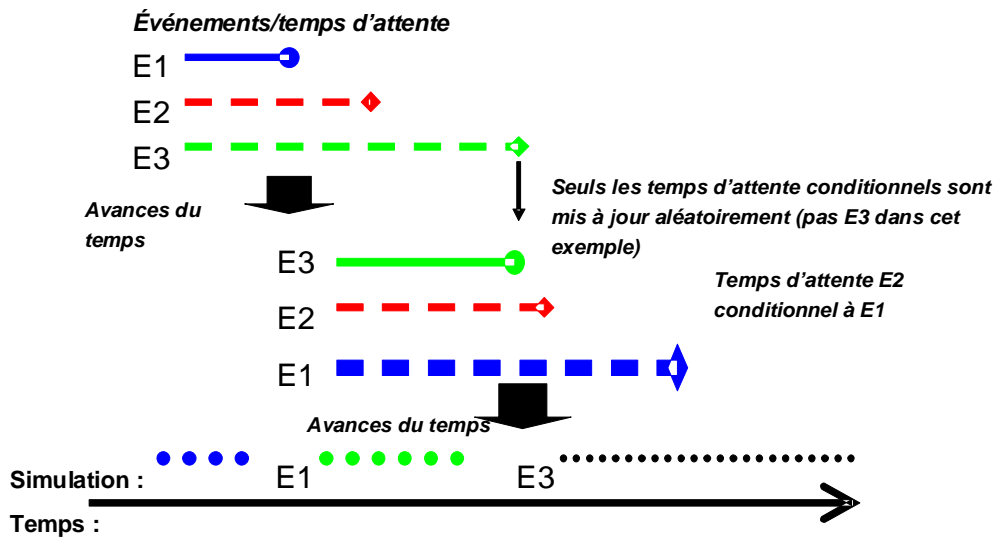 Événements/temps d'attente
E1
E2
E3
Avances du
temps
Seuls les temps d'attente conditionnels sont
mis à jour aléatoirement (pas E3 dans cet
exemple)
E3
E2
E1
Temps d'attente E2
conditionnel à E1
Avances du temps
Simulation :
E1
E3
Temps :